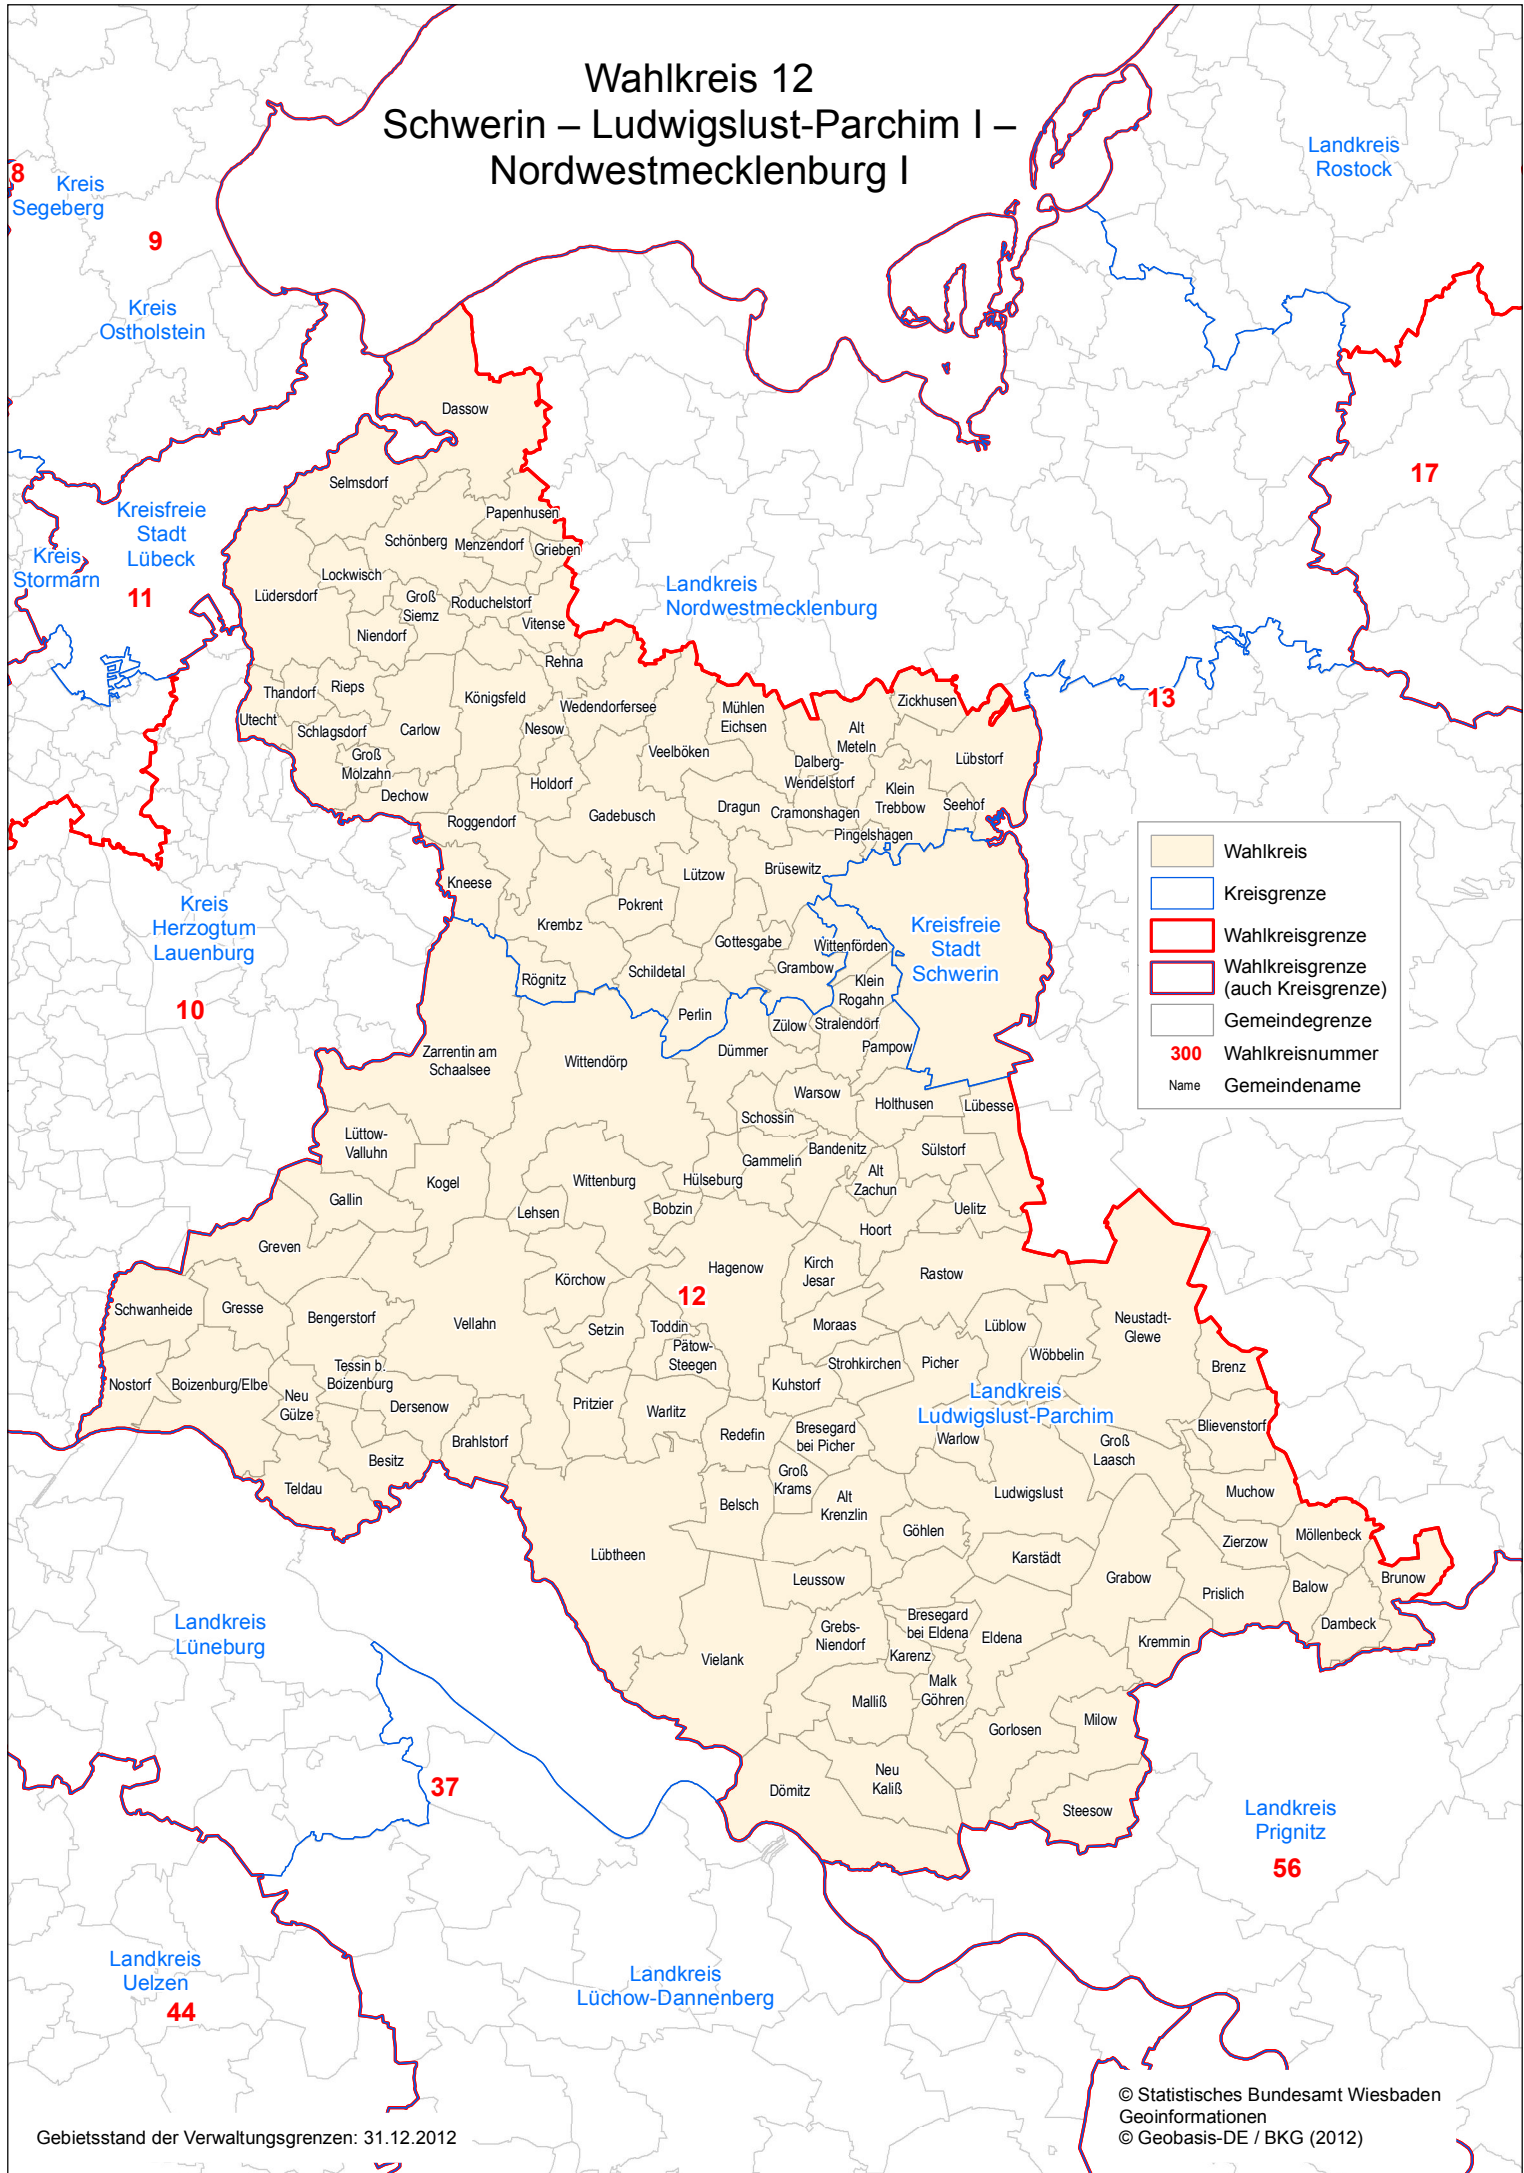 Wahlkreis 12
Schwerin – Ludwigslust-Parchim I –
Nordwestmecklenburg I
Landkreis
Rostock
8
Kreis
Segeberg
9
Kreis
Ostholstein
Dassow
17
Selmsdorf
Kreisfreie
Stadt
Lübeck
Papenhusen
Schönberg
Menzendorf
Grieben
Kreis
Stormarn
11
Lockwisch
Lüdersdorf
Groß
Siemz
Roduchelstorf
Landkreis
Nordwestmecklenburg
Vitense
Niendorf
Rehna
Thandorf
Rieps
Königsfeld
Wedendorfersee
Mühlen
Eichsen
Zickhusen
13
Utecht
Schlagsdorf
Carlow
Nesow
Alt
Meteln
Groß
Molzahn
Veelböken
Dalberg-
Wendelstorf
Lübstorf
Dechow
Holdorf
Klein
Trebbow
Seehof
Roggendorf
Gadebusch
Dragun
Cramonshagen
Pingelshagen
Wahlkreis
Kneese
Lützow
Brüsewitz
Kreisgrenze
Kreis
Herzogtum
Lauenburg
Pokrent
Krembz
Gottesgabe
Wittenförden
Kreisfreie
Stadt
Schwerin
Wahlkreisgrenze
Wahlkreisgrenze
(auch Kreisgrenze)
Rögnitz
Schildetal
Grambow
Klein
Rogahn
10
Perlin
Zülow
Stralendorf
Gemeindegrenze
Zarrentin am
Schaalsee
Wittendörp
Dümmer
Pampow
300 Wahlkreisnummer
Name Gemeindename
Warsow
Holthusen
Lübesse
Schossin
Lüttow-
Valluhn
Bandenitz
Sülstorf
Gammelin
Kogel
Wittenburg
Hülseburg
Alt
Zachun
Gallin
Lehsen
Bobzin
Uelitz
Hoort
Greven
Körchow
Hagenow
Kirch
Jesar
Rastow
12
Schwanheide
Gresse
Bengerstorf
Vellahn
Setzin
Toddin
Moraas
Lüblow
Neustadt-
Glewe
Pätow-
Steegen
Strohkirchen
Picher
Wöbbelin
Brenz
Nostorf
Boizenburg/Elbe
Tessin b.
Boizenburg
Kuhstorf
Landkreis
Ludwigslust-Parchim
Neu
Gülze
Dersenow
Pritzier
Warlitz
Blievenstorf
Brahlstorf
Redefin
Bresegard
bei Picher
Warlow
Groß
Laasch
Besitz
Teldau
Groß
Krams
Ludwigslust
Muchow
Belsch
Alt
Krenzlin
Göhlen
Möllenbeck
Zierzow
Lübtheen
Karstädt
Leussow
Grabow
Brunow
Prislich
Balow
Landkreis
Lüneburg
Grebs-
Niendorf
Bresegard
bei Eldena
Eldena
Dambeck
Kremmin
Vielank
Karenz
Malliß
Malk
Göhren
Gorlosen
Milow
37
Dömitz
Neu
Kaliß
Steesow
Landkreis
Prignitz
56
Landkreis
Uelzen
44
Landkreis
Lüchow-Dannenberg
© Statistisches Bundesamt Wiesbaden
Geoinformationen
© Geobasis-DE / BKG (2012)
Gebietsstand der Verwaltungsgrenzen: 31.12.2012